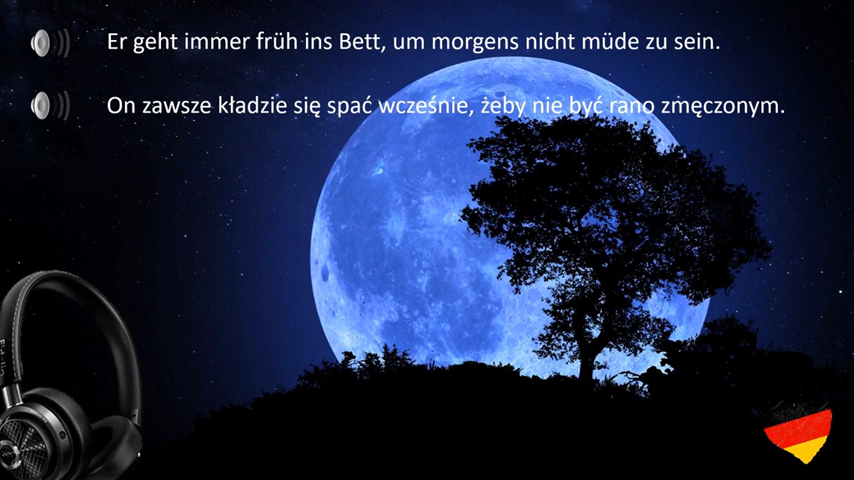 Er geht immer früh ins Bett, um morgens nicht müde zu sein.
On zawsze kładzie się spać wcześnie, żeby nie być rano zmęczonym.